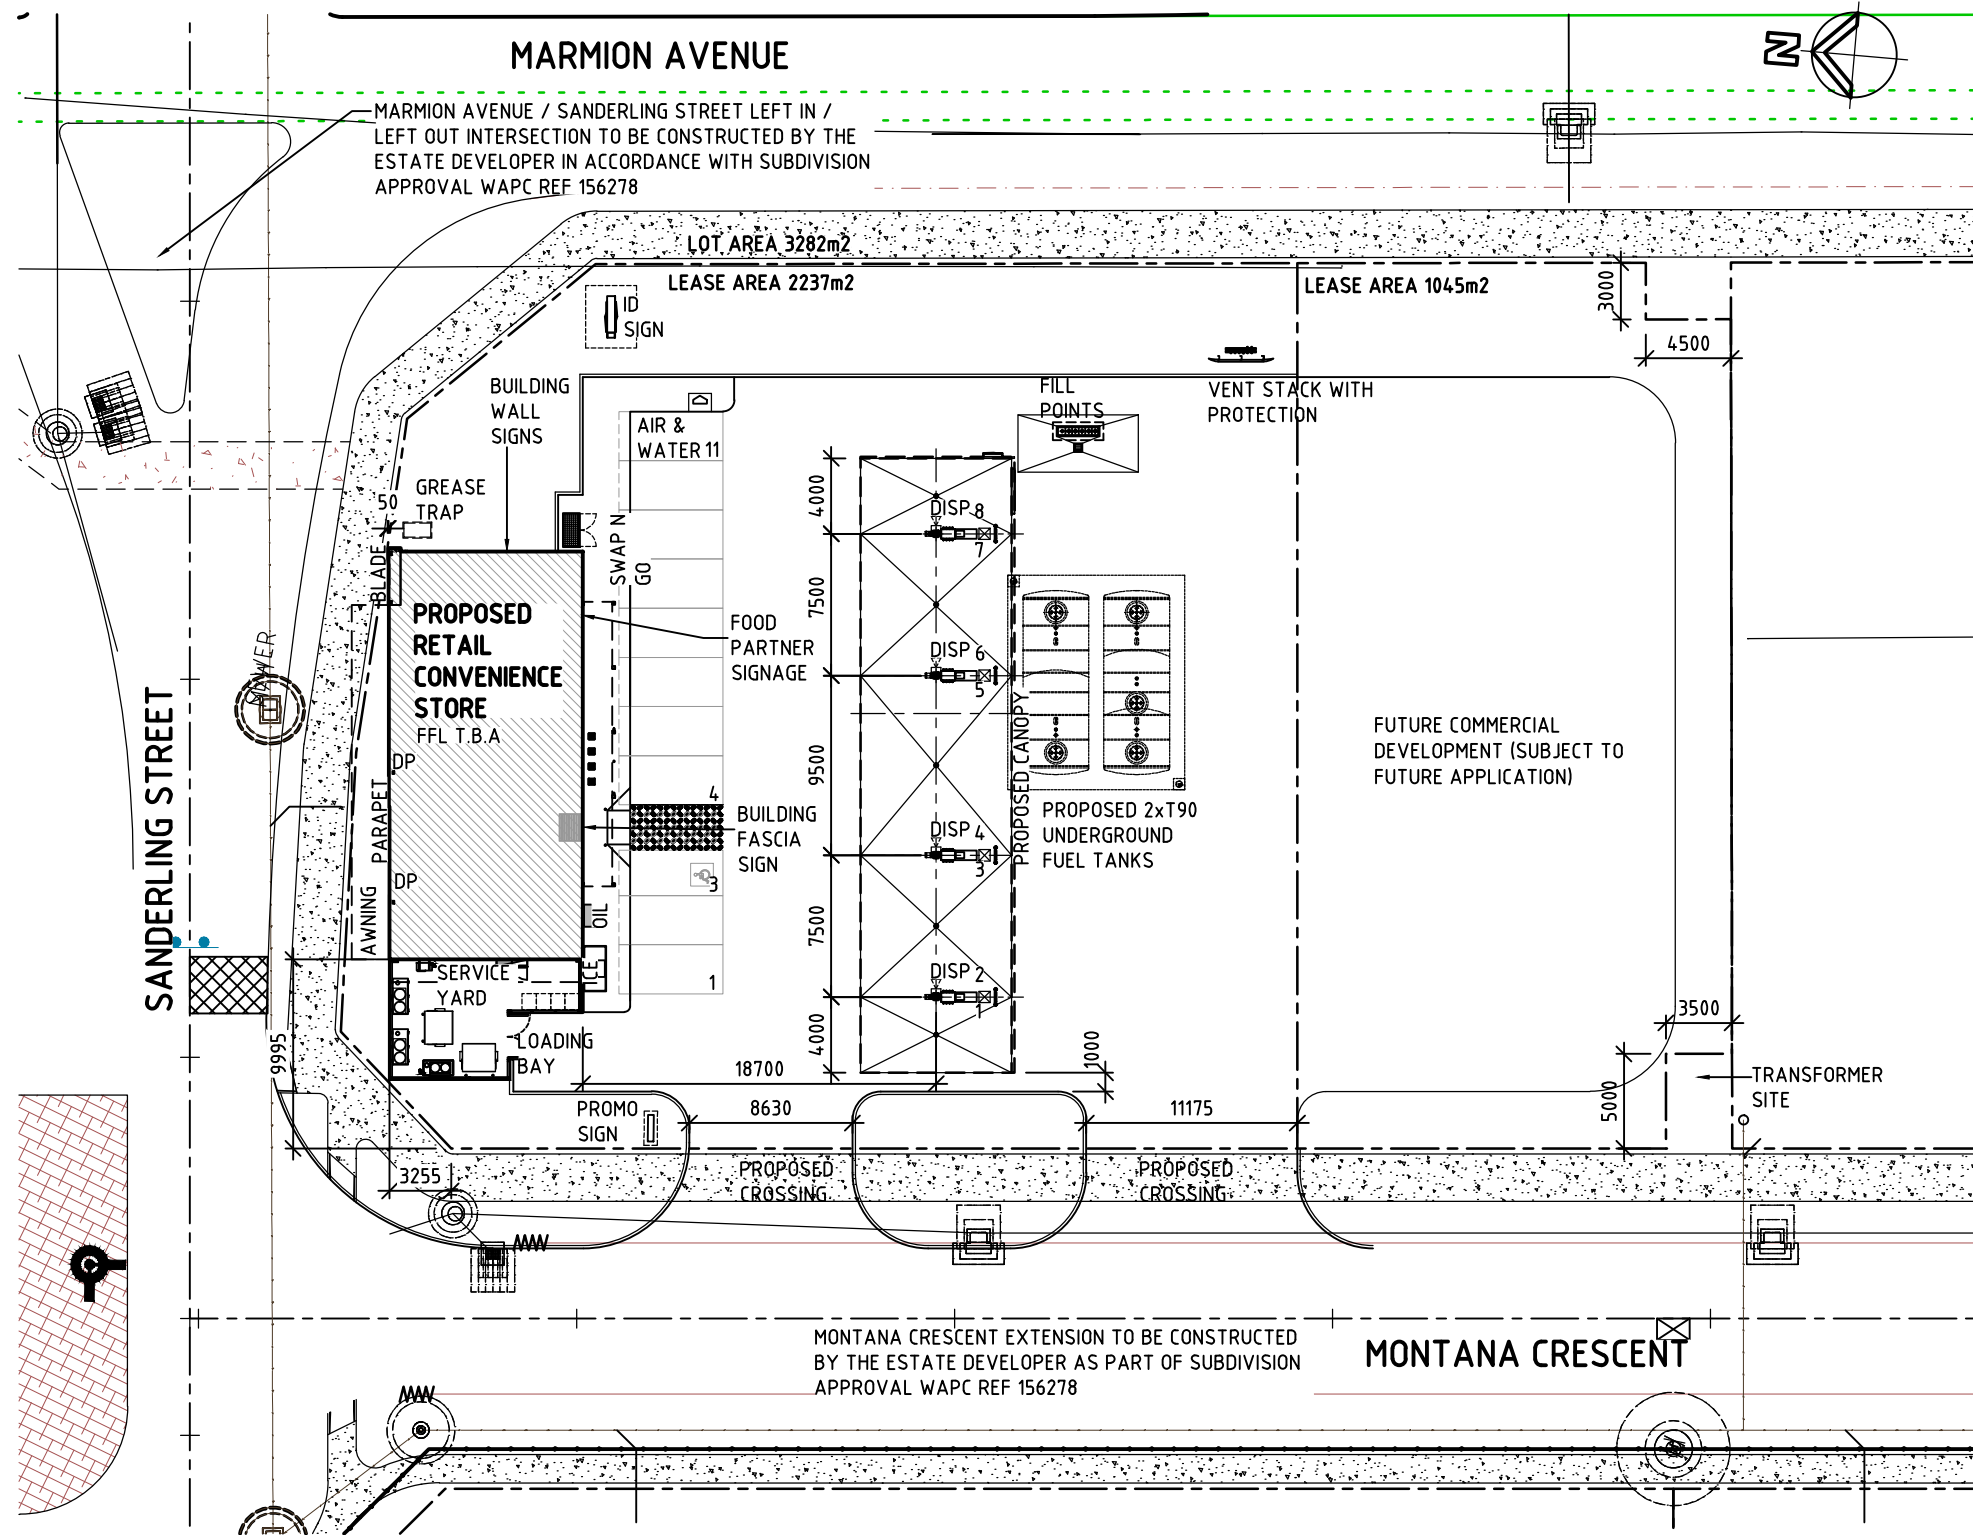 MARMION AVENUE
N
MARMION AVENUE / SANDERLING STREET LEFT IN /
LEFT OUT INTERSECTION TO BE CONSTRUCTED BY THE
ESTATE DEVELOPER IN ACCORDANCE WITH SUBDIVISION
APPROVAL WAPC REF 156278
LOT AREA 3282m2
LEASE AREA 2237m2
LEASE AREA 1045m2
3000
4500
ID
SIGN
BUILDING
WALL
SIGNS
AIR &
WATER 11
FILL
POINTS
VENT STACK WITH
PROTECTION
50
GREASE
TRAP
BLADE
SWAP N
GO
4000
7500
9500
7500
4000
DISP 8
7
DISP 6
5
DISP 4
3
DISP 2
1
PROPOSED
RETAIL
CONVENIENCE
STORE
FFL T.B.A
FOOD
PARTNER
SIGNAGE
SANDERLING STREET
DP
PARAPET
DP
AWNING
4
3
1
BUILDING
FASCIA
SIGN
OIL
ICE
PROPOSED CANOPY
PROPOSED 2xT90
UNDERGROUND
FUEL TANKS
FUTURE COMMERCIAL
DEVELOPMENT (SUBJECT TO
FUTURE APPLICATION)
SERVICE
YARD
LOADING
BAY
9995
18700
1000
3500
5000
TRANSFORMER
SITE
PROMO
SIGN
8630
11175
3255
PROPOSED
CROSSING
PROPOSED
CROSSING
MONTANA CRESCENT EXTENSION TO BE CONSTRUCTED
BY THE ESTATE DEVELOPER AS PART OF SUBDIVISION
APPROVAL WAPC REF 156278
MONTANA CRESCENT